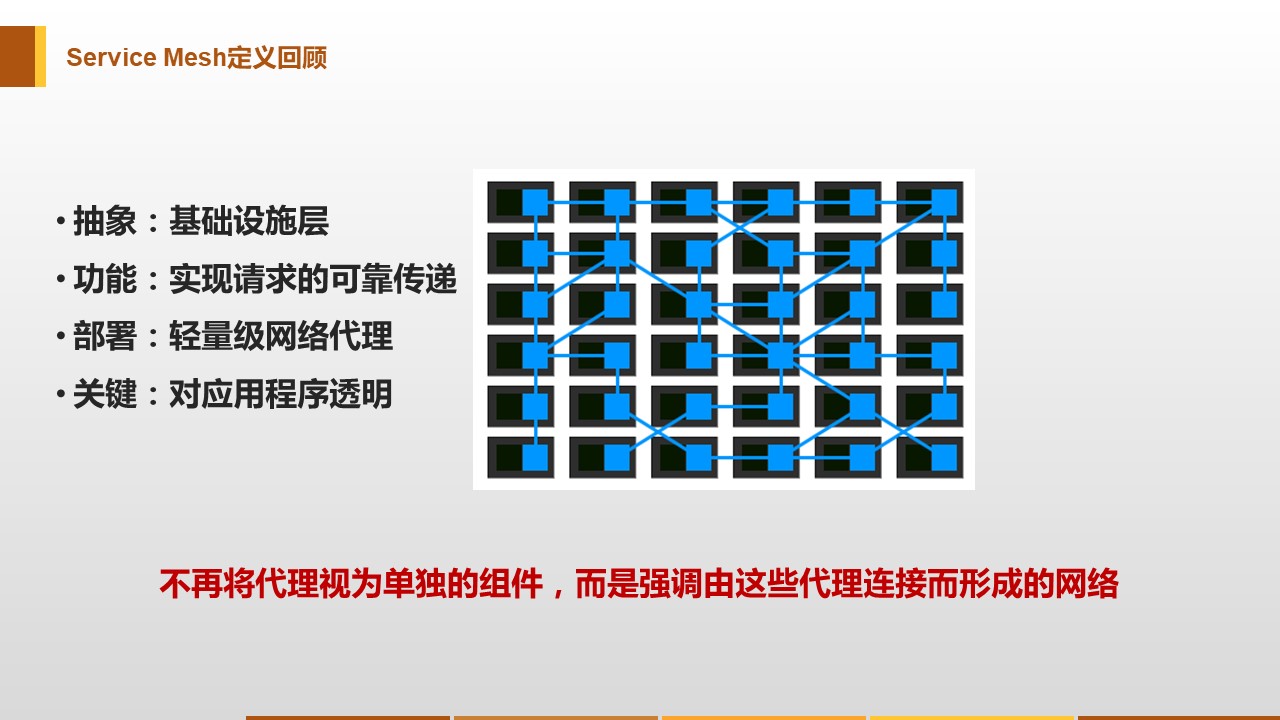 Service Mesh定义回顾
• 抽象：基础设施层
• 功能：实现请求的可靠传递
• 部署：轻量级网络代理
• 关键：对应用程序透明
不再将代理视为单独的组件，而是强调由这些代理连接而形成的网络